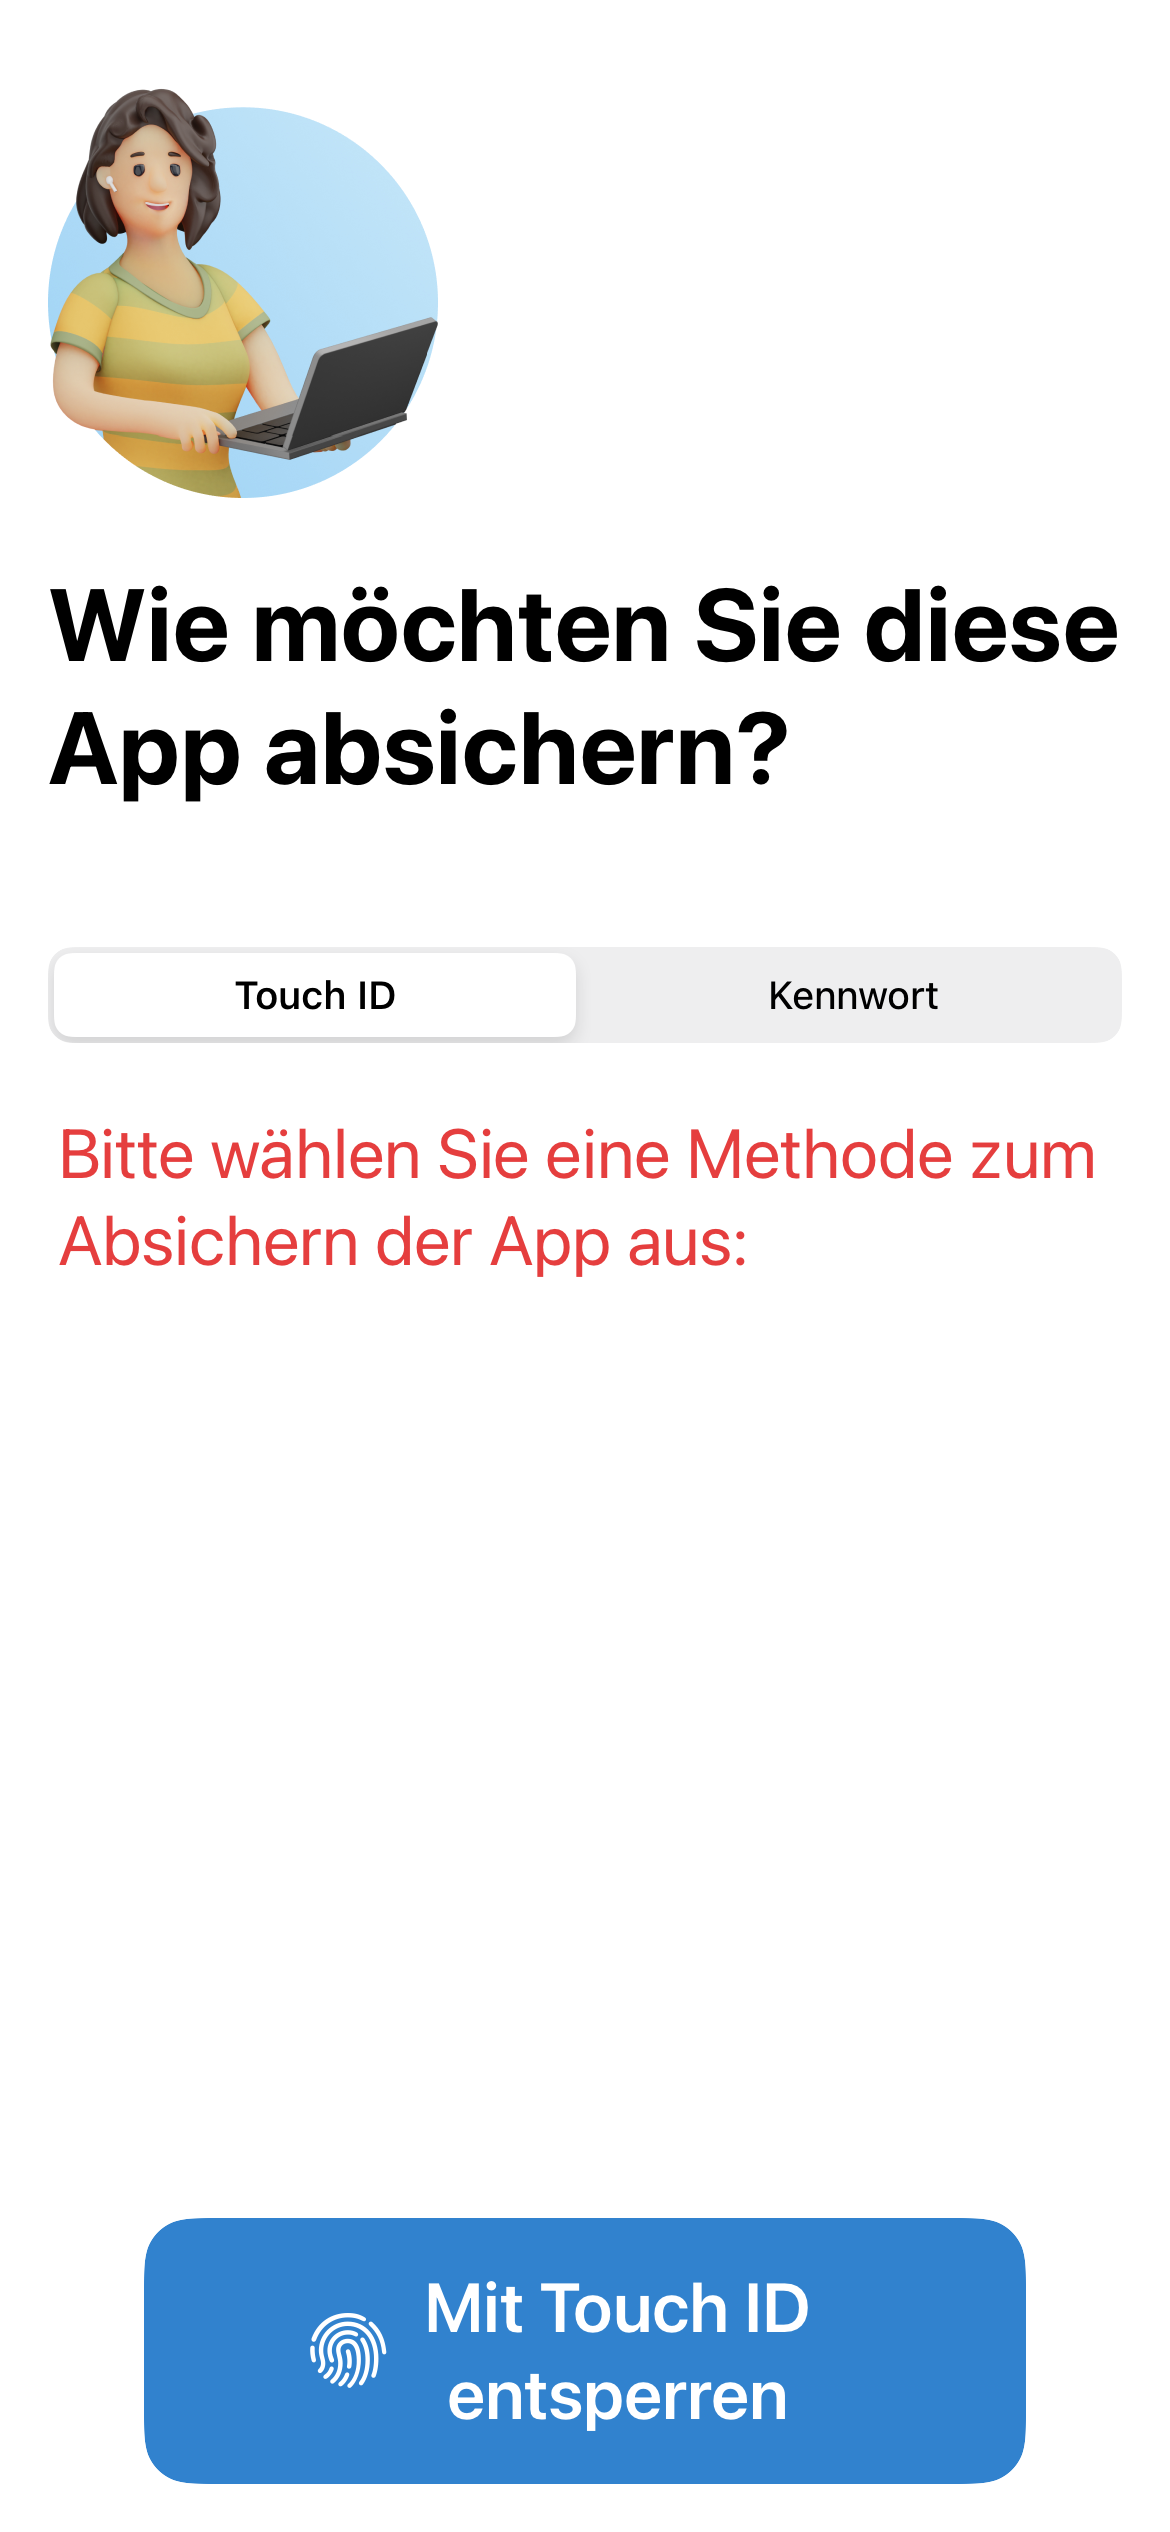 Wie möchten Sie diese
App absichern?
Touch ID
Kennwort
Bitte wählen Sie eine Methode zum
Absichern der App aus:
Mit Touch ID
entsperren